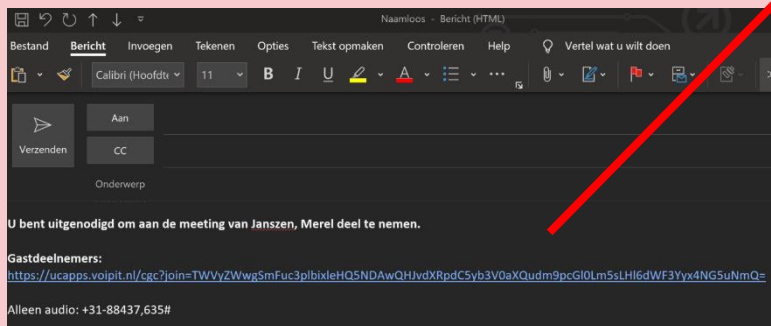 Naamloos - Bericht (HTML)
Bestand Bericht Invoegen Tekenen Opties Tekst opmaken Controleren Help Vertel wat u wilt doen
Calibri (Hoofdte 11 B I U A
Aan
Verzenden CC
Onderwerp
U bent uitgenodigd om aan de meeting van Janszen, Merel deel te nemen.
Gastdeelnemers:
https://ucapps.voipit.nl/cgc?join=TWVyZWwgSmFuc3plbixleHQ5NDAwQHJvdXRpdC5yb3V0aXQudm9pcGl0Lm5sLHl6dWF3Yyx4NG5uNmQ=
Alleen audio: +31-88437,635#